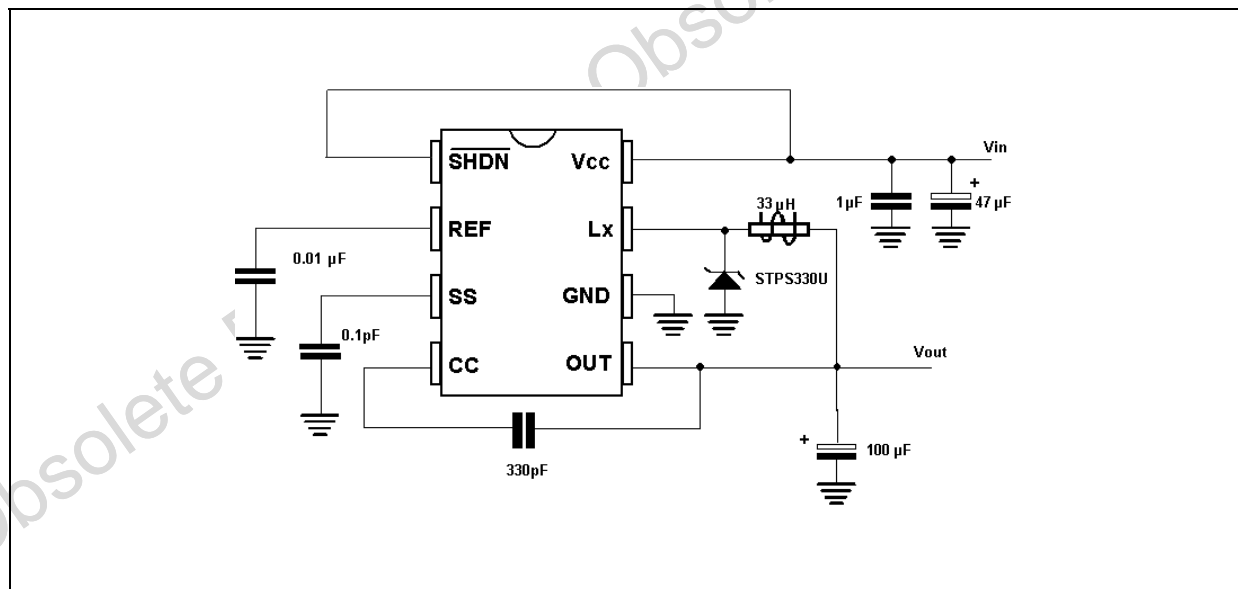 Obsol
Obsolete
SHDN
Vcc
Vin
REF
Lx
33 µH
1µF
+
47 µF
0.01 µF
STPS330U
SS
GND
0.1pF
CC
OUT
Vout
330pF
+
100 µF